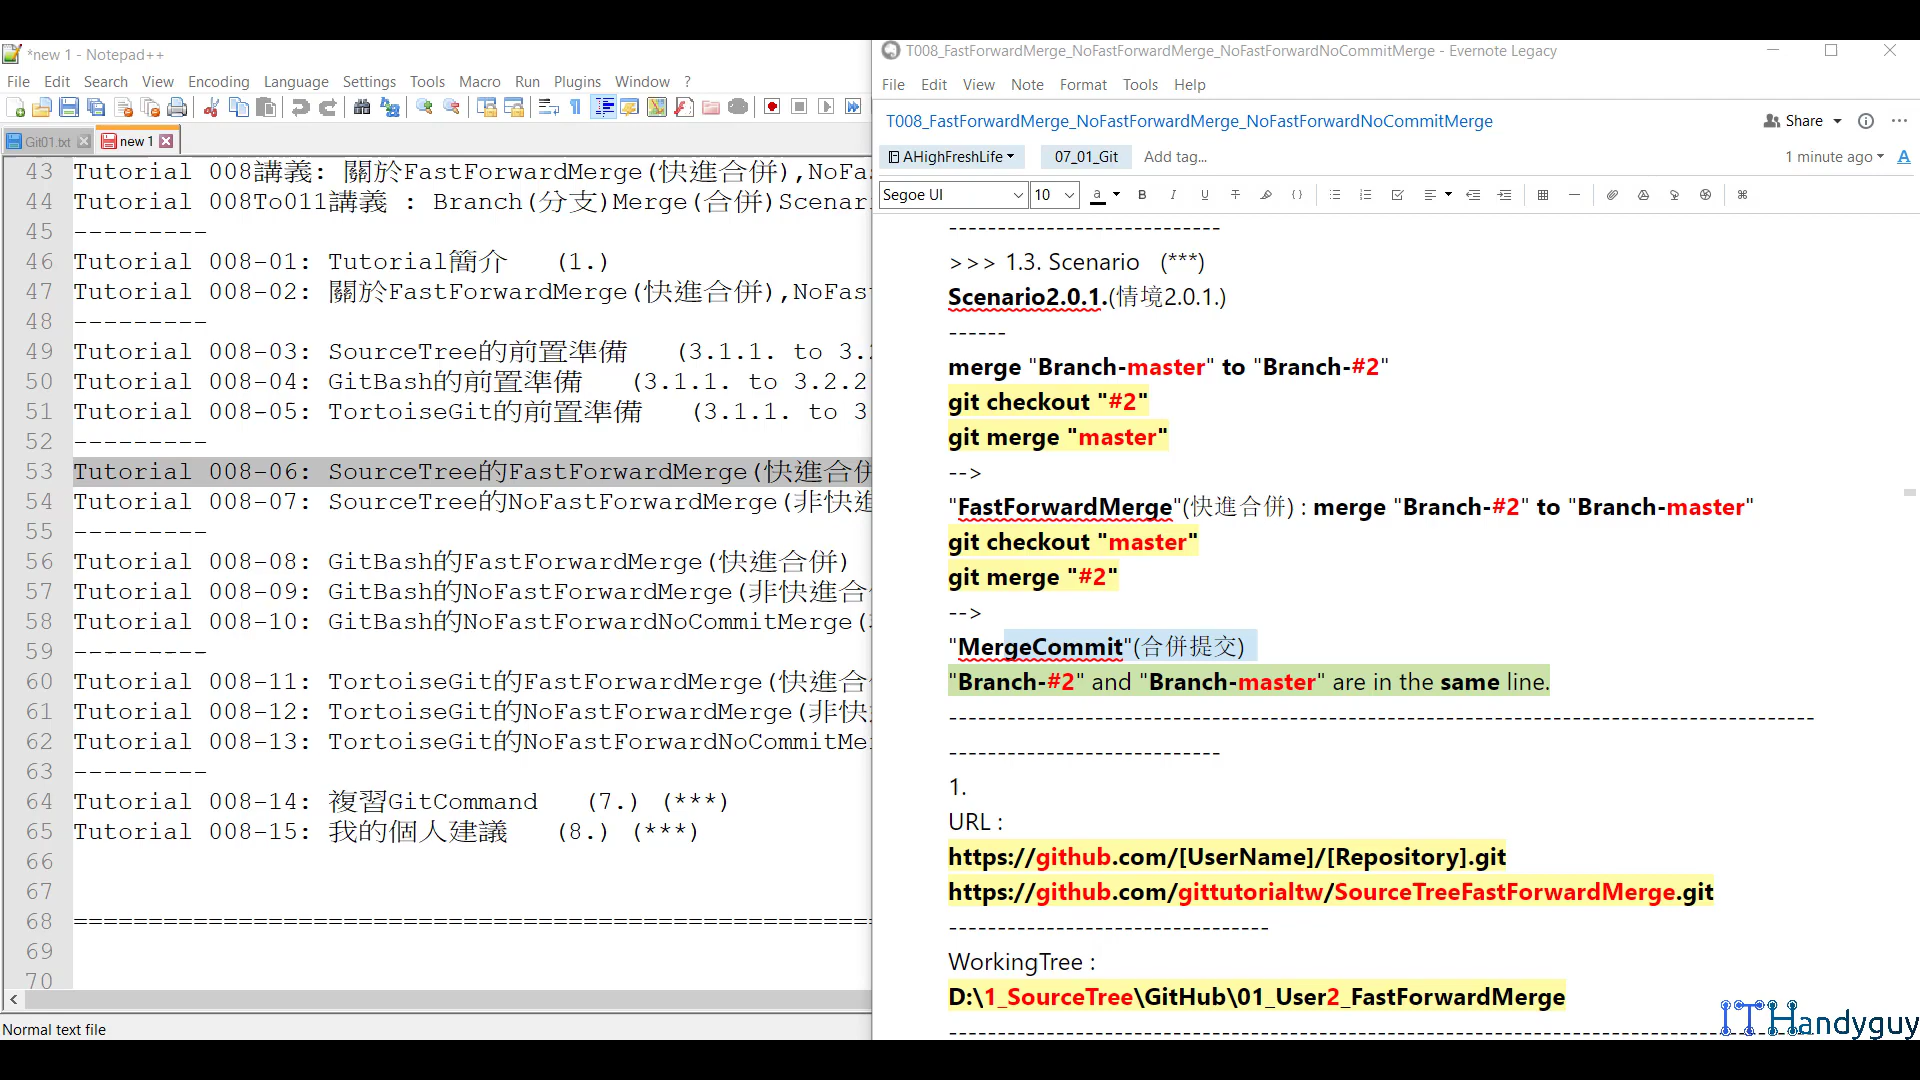 *new 1 - Notepad++
File Edit Search View Encoding Language Settings Tools Macro Run Plugins Window ?
Git01.txt new 1
43 Tutorial 008講義: 關於FastForwardMerge(快進合併),NoFas
44 Tutorial 008To011講義 : Branch(分支)Merge(合併)Scenari
45 ---------
46 Tutorial 008-01: Tutorial簡介 (1.)
47 Tutorial 008-02: 關於FastForwardMerge(快進合併),NoFast
48 ---------
49 Tutorial 008-03: SourceTree的前置準備 (3.1.1. to 3.2
50 Tutorial 008-04: GitBash的前置準備 (3.1.1. to 3.2.2
51 Tutorial 008-05: TortoiseGit的前置準備 (3.1.1. to 3
52 ---------
53 Tutorial 008-06: SourceTree的FastForwardMerge(快進合併
54 Tutorial 008-07: SourceTree的NoFastForwardMerge(非快進
55 ---------
56 Tutorial 008-08: GitBash的FastForwardMerge(快進合併)
57 Tutorial 008-09: GitBash的NoFastForwardMerge(非快進合
58 Tutorial 008-10: GitBash的NoFastForwardNoCommitMerge(
59 ---------
60 Tutorial 008-11: TortoiseGit的FastForwardMerge(快進合
61 Tutorial 008-12: TortoiseGit的NoFastForwardMerge(非快
62 Tutorial 008-13: TortoiseGit的NoFastForwardNoCommitMe
63 ---------
64 Tutorial 008-14: 複習GitCommand (7.) (***)
65 Tutorial 008-15: 我的個人建議 (8.) (***)
66
67
68 =====================================================
69
70
Normal text file
T008_FastForwardMerge_NoFastForwardMerge_NoFastForwardNoCommitMerge - Evernote Legacy
File Edit View Note Format Tools Help
T008_FastForwardMerge_NoFastForwardMerge_NoFastForwardNoCommitMerge Share
AHighFreshLife 07_01_Git Add tag... 1 minute ago
Segoe UI 10
----------------------------
>>> 1.3. Scenario (***)
Scenario2.0.1.(情境2.0.1.)
------
merge "Branch-master" to "Branch-#2"
git checkout "#2"
git merge "master"
-->
"FastForwardMerge"(快進合併) : merge "Branch-#2" to "Branch-master"
git checkout "master"
git merge "#2"
-->
"MergeCommit"(合併提交)
"Branch-#2" and "Branch-master" are in the same line.
-----------------------------------------------------------------------------------------
----------------------------
1.
URL :
https://github.com/[UserName]/[Repository].git
https://github.com/gittutorialtw/SourceTreeFastForwardMerge.git
---------------------------------
WorkingTree :
D:\1_SourceTree\GitHub\01_User2_FastForwardMerge
-----------------------------------------------------------------------------------------
ITHandyguy